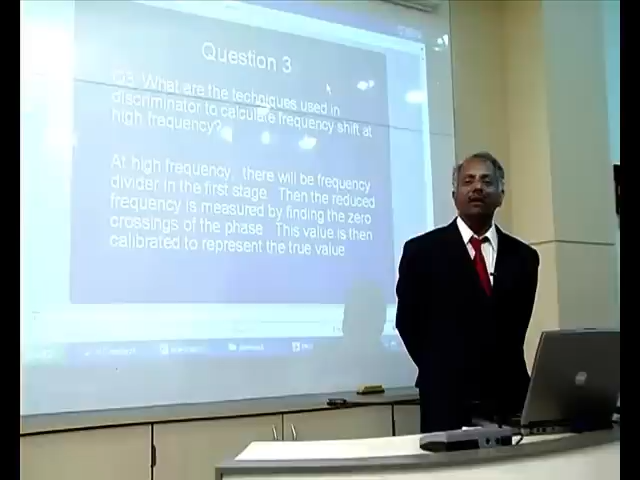 Question 3
Q3. What are the techniques used in
discriminator to calculate frequency shift at
high frequency?
At high frequency, there will be frequency
divider in the first stage Then the reduced
frequency is measured by finding the zero
crossings of the phase This value is then
calibrated to represent the true value